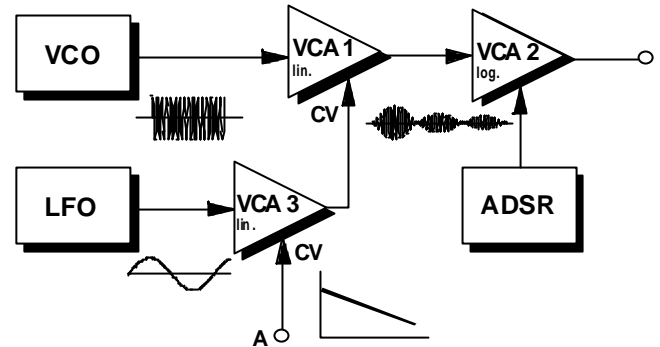 VCO
VCA 1
lin.
VCA 2
log.
CV
LFO
VCA 3
lin.
ADSR
CV
A